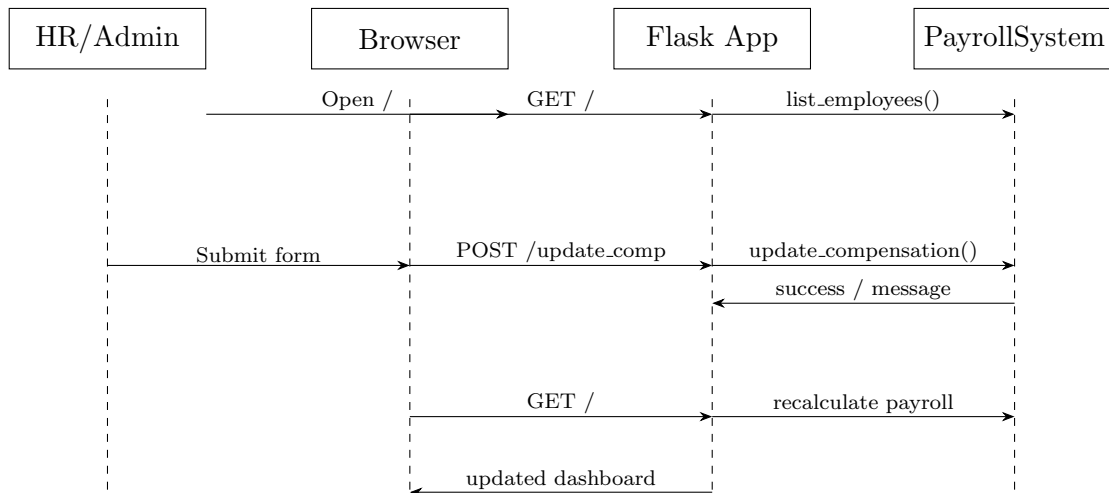 HR/Admin
Browser
Flask App
PayrollSystem
Open /
GET /
list_employees()
Submit form
POST /update_comp
update_compensation()
success / message
GET /
recalculate payroll
updated dashboard